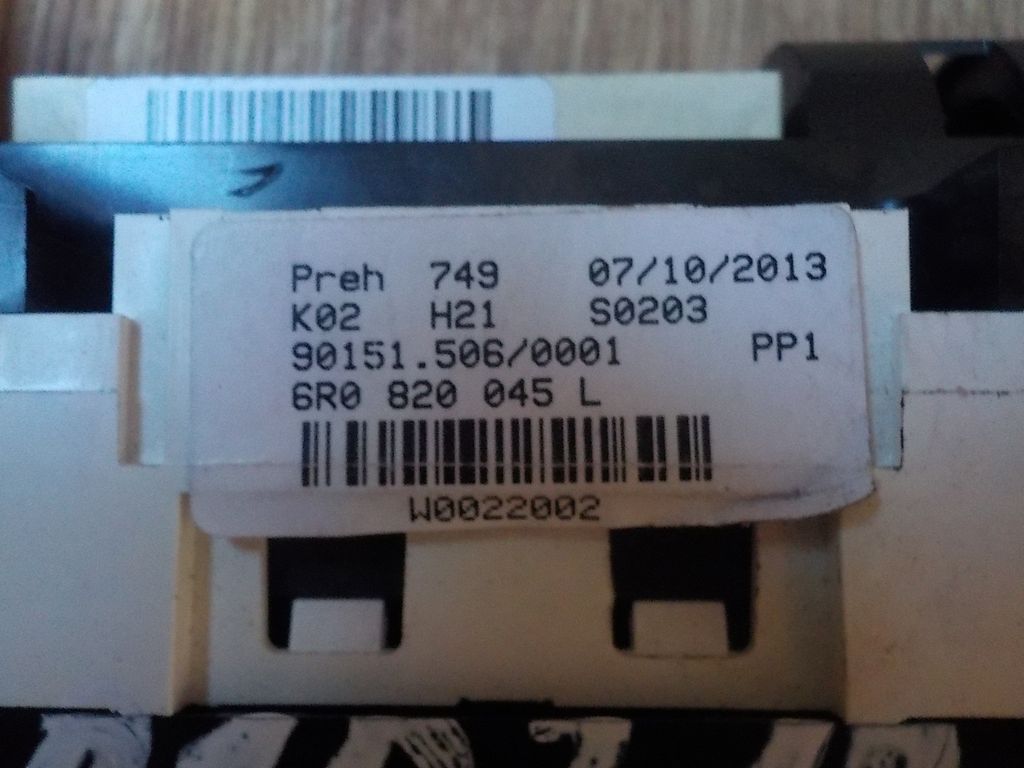 Preh 749 07/10/2013
K02 H21 S0203
90151.506/0001 PP1
6R0 820 045 L
W0022002